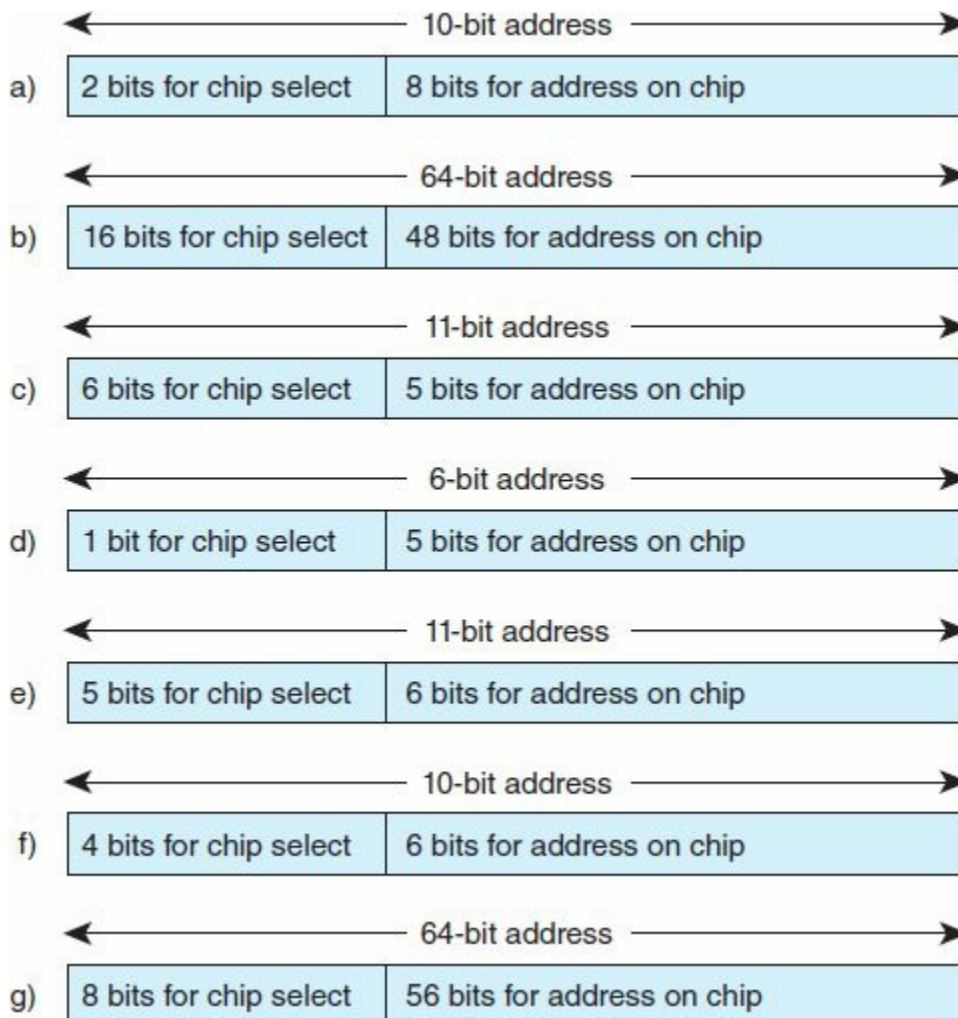 10-bit address
a) 2 bits for chip select 8 bits for address on chip
64-bit address
b) 16 bits for chip select 48 bits for address on chip
11-bit address
c) 6 bits for chip select 5 bits for address on chip
6-bit address
d) 1 bit for chip select 5 bits for address on chip
11-bit address
e) 5 bits for chip select 6 bits for address on chip
10-bit address
f) 4 bits for chip select 6 bits for address on chip
64-bit address
g) 8 bits for chip select 56 bits for address on chip